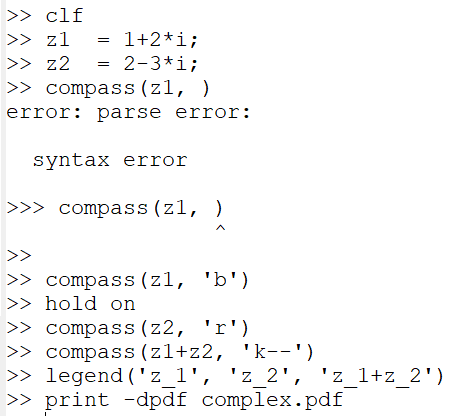 >> clf
>> z1  = 1+2*i;
>> z2  = 2-3*i;
>> compass(z1, )
error: parse error:
  syntax error
>>> compass(z1, )
                ^
>>
>> compass(z1, 'b')
>> hold on
>> compass(z2, 'r')
>> compass(z1+z2, 'k--')
>> legend('z_1', 'z_2', 'z_1+z_2')
>> print -dpdf complex.pdf